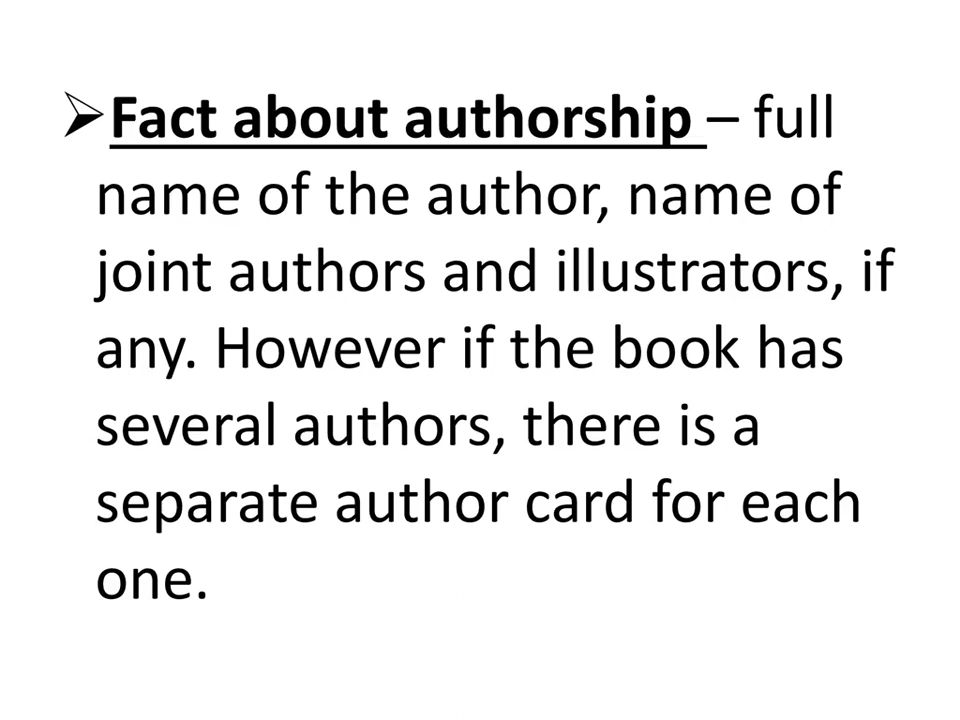 ➢Fact about authorship – full
name of the author, name of
joint authors and illustrators, if
any. However if the book has
several authors, there is a
separate author card for each
one.